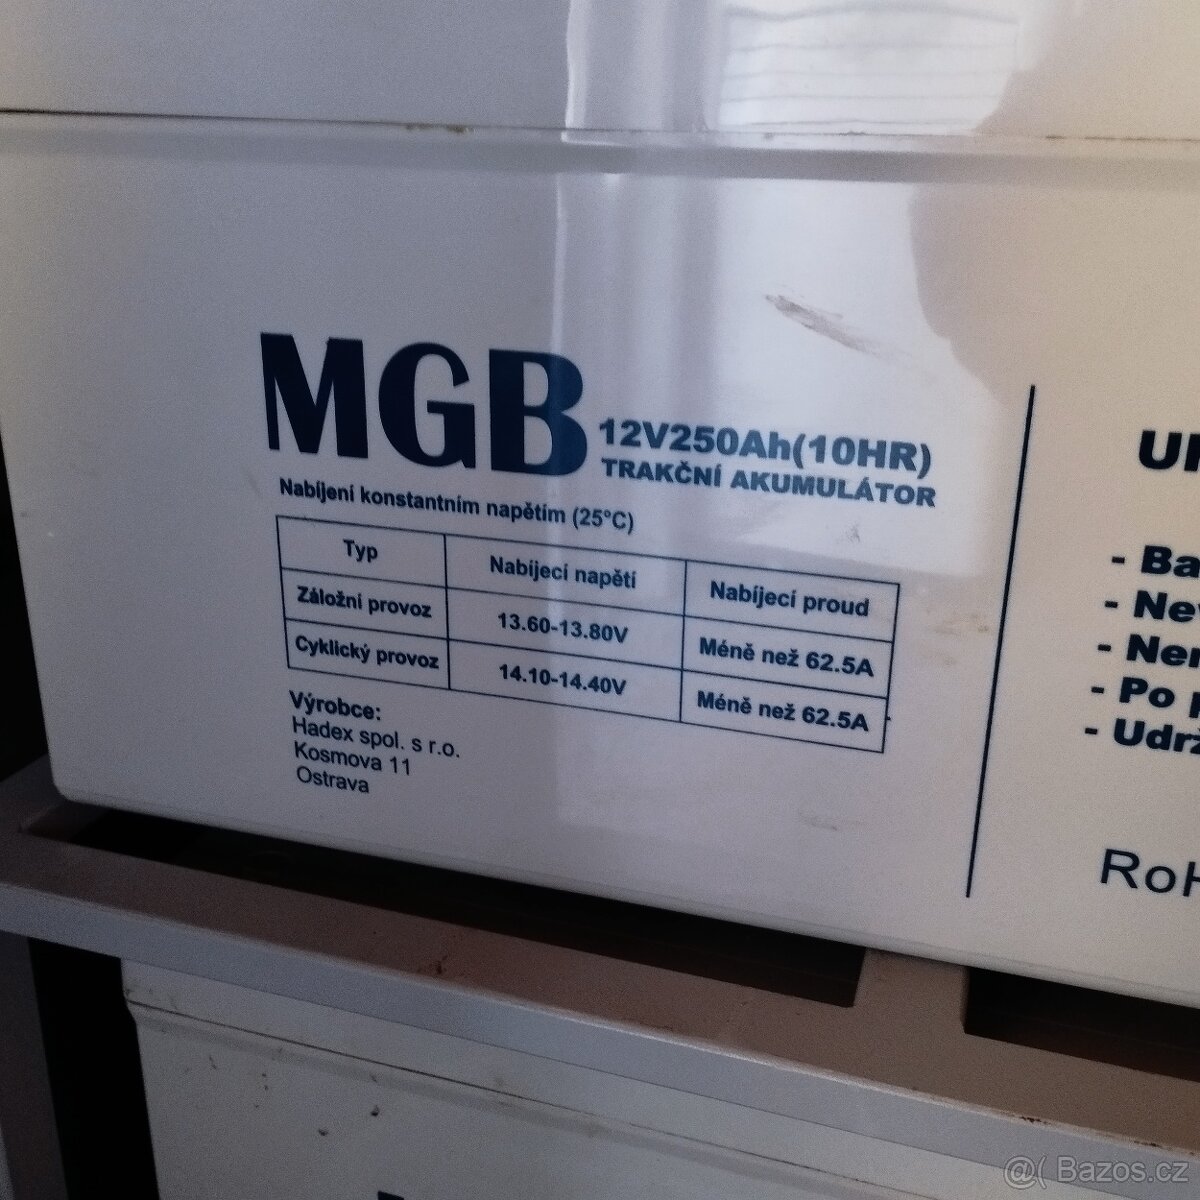 MGB 12V250Ah(10HR)
TRAKČNÍ AKUMULÁTOR
Nabíjení konstantním napětím (25°C)
Typ Nabíjecí napětí Nabíjecí proud
Záložní provoz 13.60-13.80V Méně než 62.5A
Cyklický provoz 14.10-14.40V Méně než 62.5A
Výrobce:
Hadex spol. s r.o.
Kosmova 11
Ostrava
- Po
@( Bazos.cz